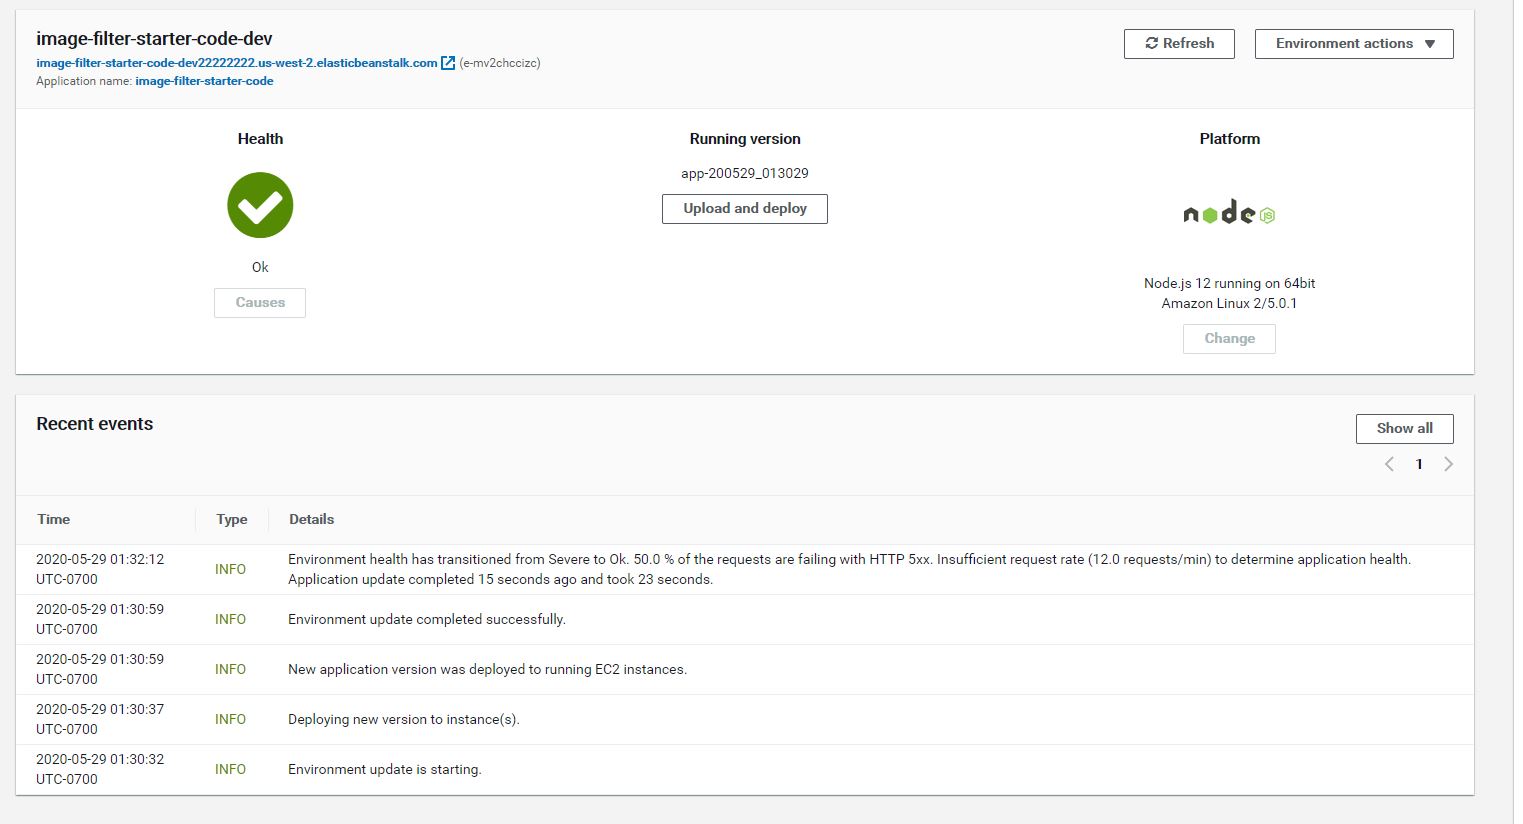 image-filter-starter-code-dev
image-filter-starter-code-dev22222222.us-west-2.elasticbeanstalk.com (e-mv2chccizc)
Application name: image-filter-starter-code
Refresh
Environment actions
Health
Ok
Causes
Running version
app-200529_013029
Upload and deploy
Platform
node JS
Node.js 12 running on 64bit
Amazon Linux 2/5.0.1
Change
Recent events
Show all
1
Time Type Details
2020-05-29 01:32:12
UTC-0700
INFO
Environment health has transitioned from Severe to Ok. 50.0 % of the requests are failing with HTTP 5xx. Insufficient request rate (12.0 requests/min) to determine application health.
Application update completed 15 seconds ago and took 23 seconds.
2020-05-29 01:30:59
UTC-0700
INFO
Environment update completed successfully.
2020-05-29 01:30:59
UTC-0700
INFO
New application version was deployed to running EC2 instances.
2020-05-29 01:30:37
UTC-0700
INFO
Deploying new version to instance(s).
2020-05-29 01:30:32
UTC-0700
INFO
Environment update is starting.